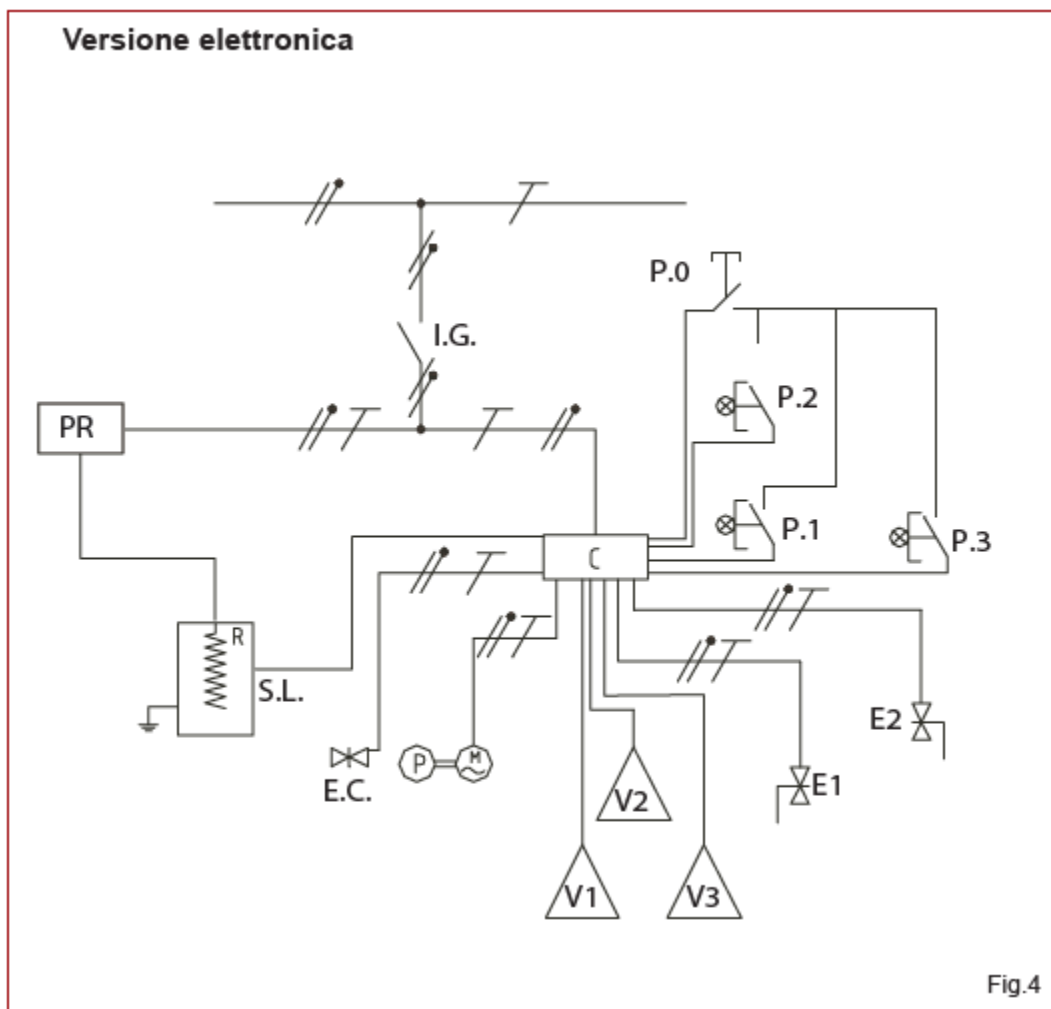 Versione elettronica
P.0
I.G.
P.2
PR
P.1
P.3
C
R
S.L.
E2
P
M
E.C.
V2
E1
V1
V3
Fig.4